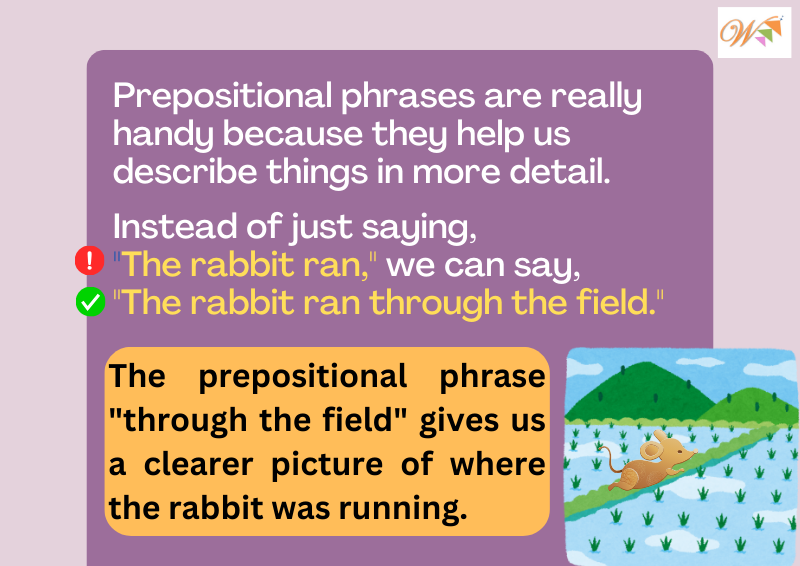 W
Prepositional phrases are really
handy because they help us
describe things in more detail.
Instead of just saying,
"The rabbit ran," we can say,
"The rabbit ran through the field."
The prepositional phrase
"through the field" gives us
a clearer picture of where
the rabbit was running.